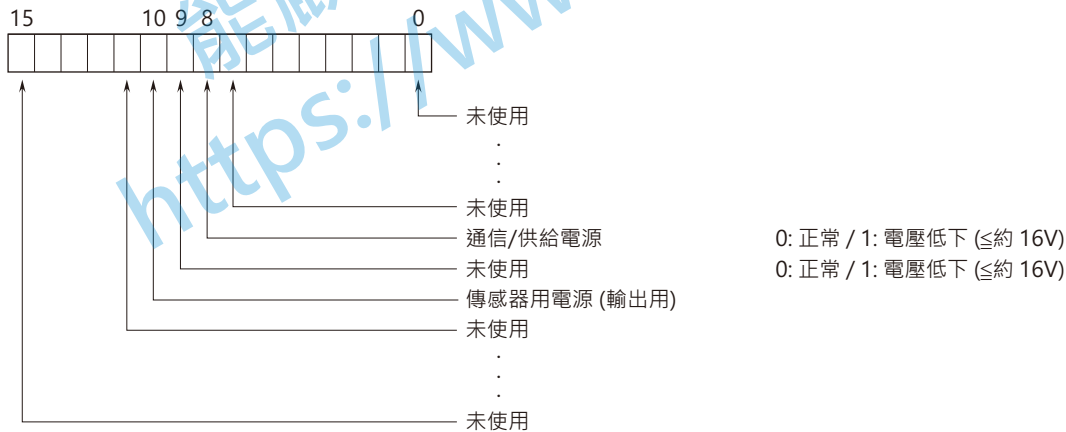 15 10 9 8 0
未使用
.
.
.
未使用
通信/供給電源 0: 正常 / 1: 電壓低下 (≦約 16V)
未使用 0: 正常 / 1: 電壓低下 (≦約 16V)
傳感器用電源 (輸出用)
未使用
.
.
.
未使用
https://ww